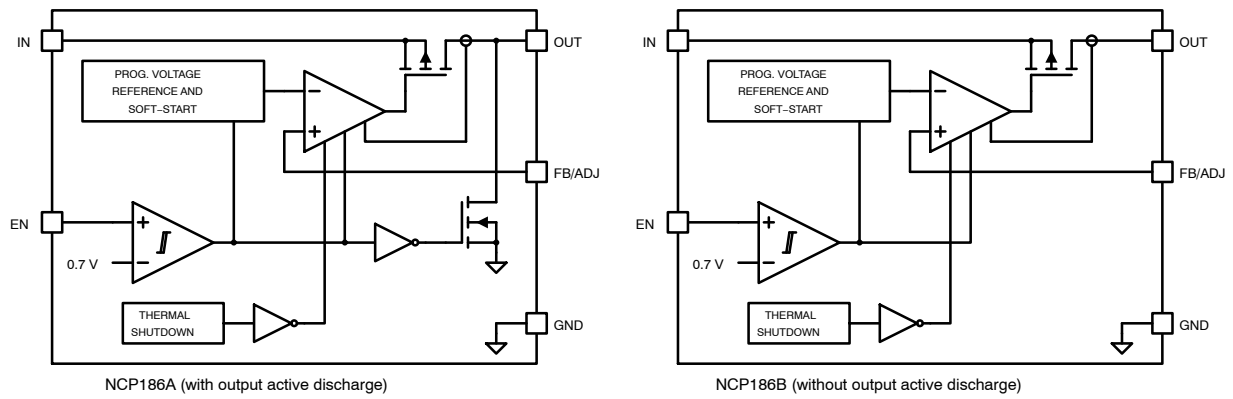 IN
OUT
PROG. VOLTAGE
REFERENCE AND
SOFT−START
−
+
FB/ADJ
EN
+
0.7 V
−
THERMAL
SHUTDOWN
GND
NCP186A (with output active discharge)
IN
OUT
PROG. VOLTAGE
REFERENCE AND
SOFT−START
−
+
FB/ADJ
EN
+
0.7 V
−
THERMAL
SHUTDOWN
GND
NCP186B (without output active discharge)